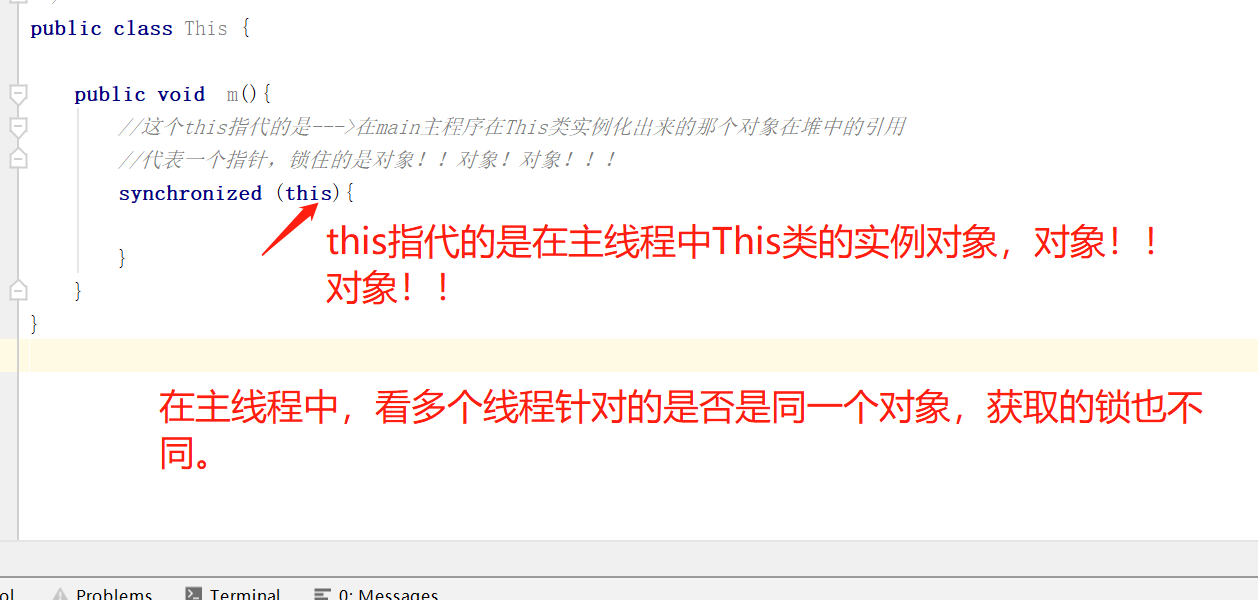 public class This {
public void m(){
//这个this指代的是--->在main主程序在This类实例化出来的那个对象在堆中的引用
//代表一个指针，锁住的是对象！！对象！对象！！！
synchronized (this){
this指代的是在主线程中This类的实例对象，对象！！
对象！！
}
}
}
在主线程中，看多个线程针对的是否是同一个对象，获取的锁也不
同。
ol Problems Terminal 0: Messages